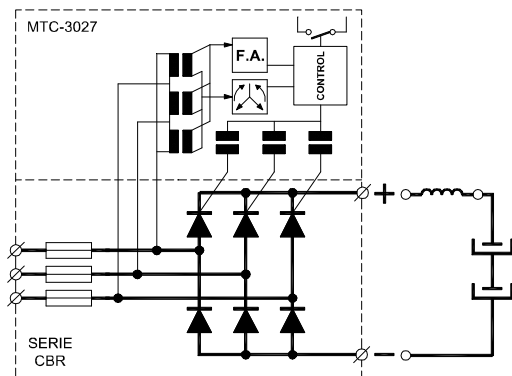 MTC-3027
F.A.
CONTROL
+
−
SERIE
CBR